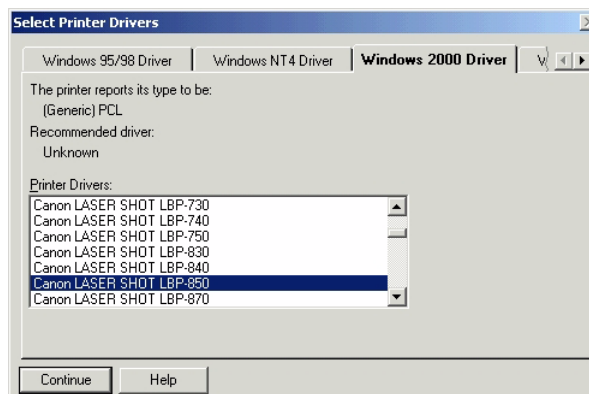 Select Printer Drivers
Windows 95/98 Driver Windows NT4 Driver Windows 2000 Driver
The printer reports its type to be:
(Generic) PCL
Recommended driver:
Unknown
Printer Drivers:
Canon LASER SHOT LBP-730
Canon LASER SHOT LBP-740
Canon LASER SHOT LBP-750
Canon LASER SHOT LBP-830
Canon LASER SHOT LBP-840
Canon LASER SHOT LBP-850
Canon LASER SHOT LBP-870
Continue Help